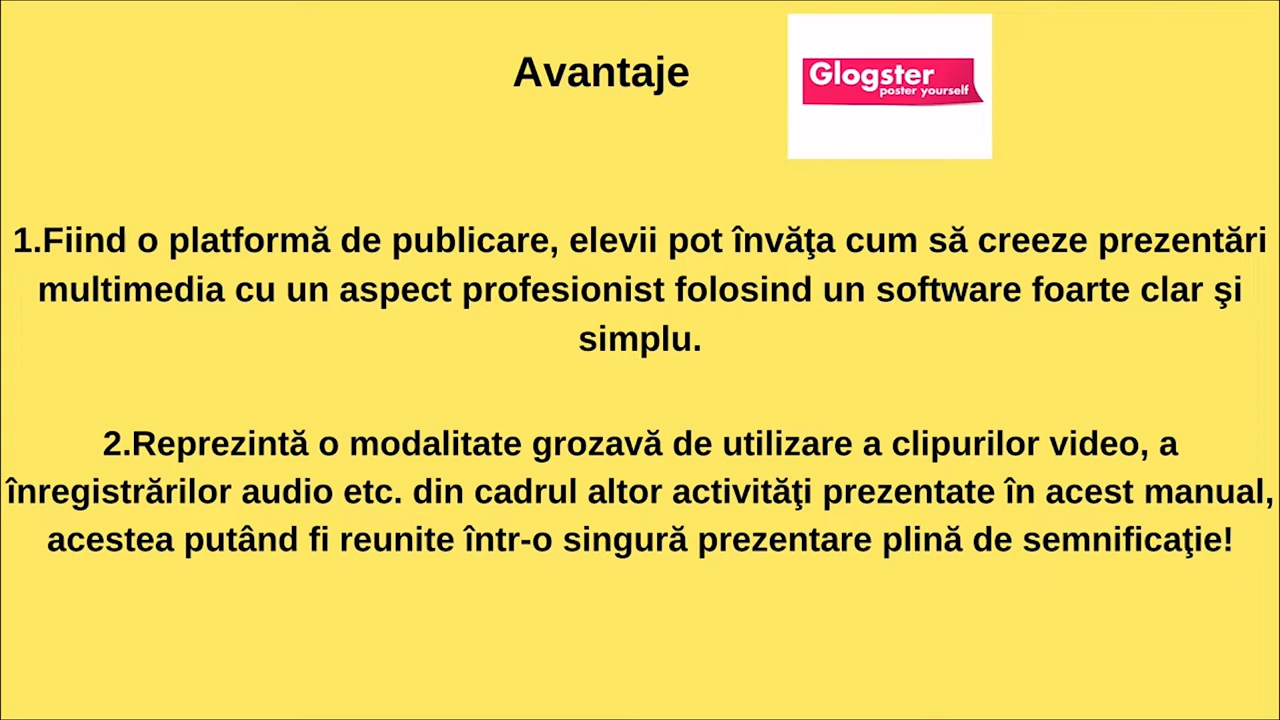 Avantaje
Glogster
poster yourself
1.Fiind o platformă de publicare, elevii pot învăţa cum să creeze prezentări
multimedia cu un aspect profesionist folosind un software foarte clar şi
simplu.
2.Reprezintă o modalitate grozavă de utilizare a clipurilor video, a
înregistrărilor audio etc. din cadrul altor activităţi prezentate în acest manual,
acestea putând fi reunite într-o singură prezentare plină de semnificaţie!